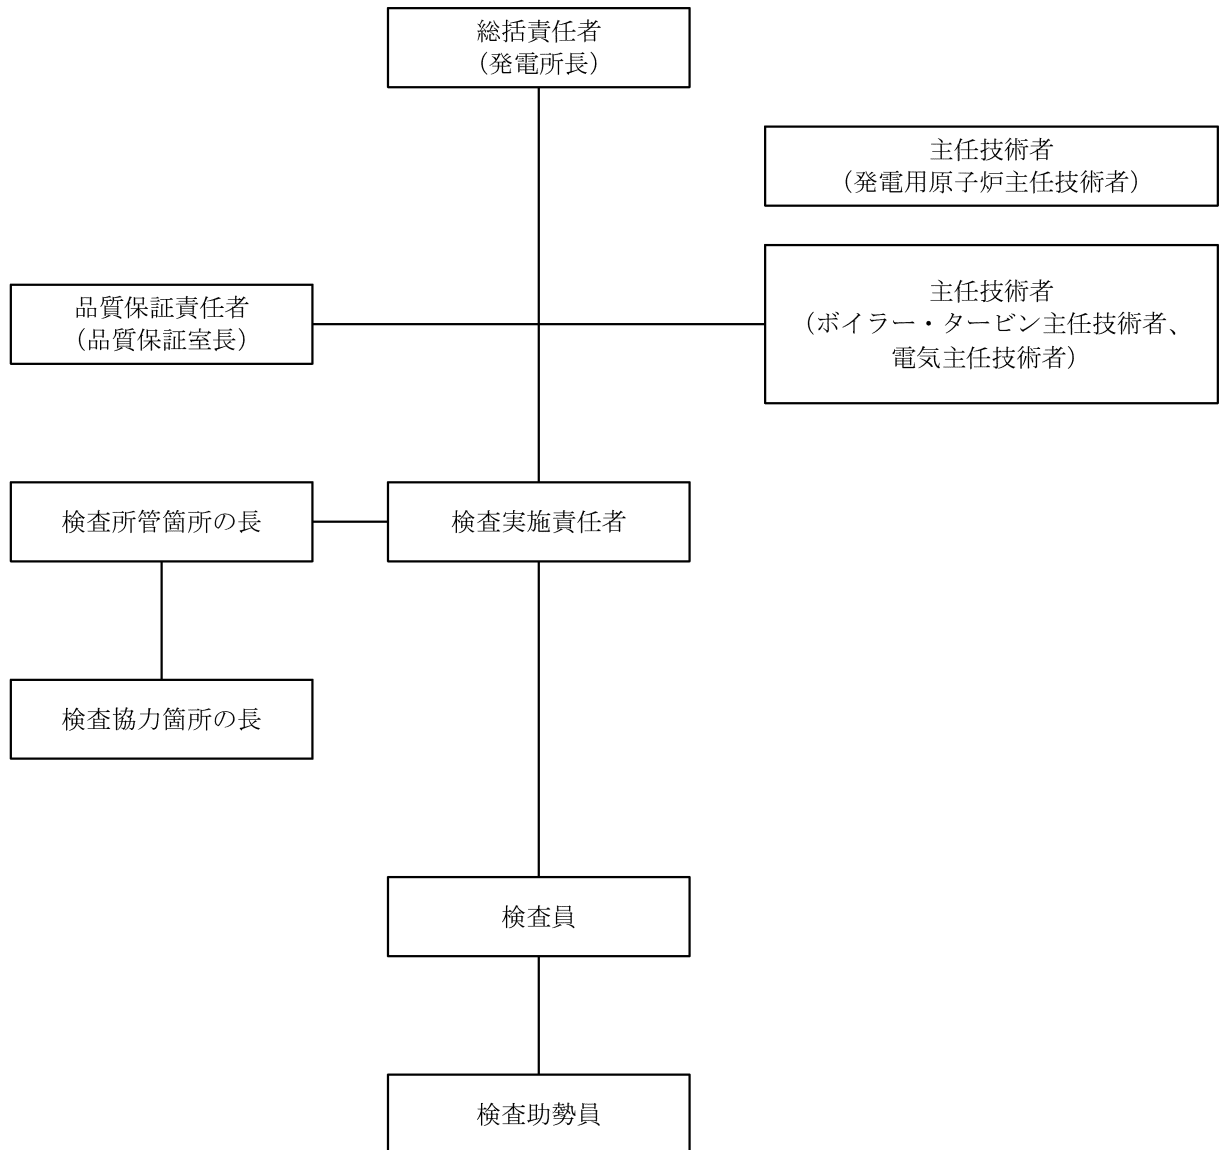 総括責任者
（発電所長）
主任技術者
（発電用原子炉主任技術者）
主任技術者
（ボイラー・タービン主任技術者、
電気主任技術者）
品質保証責任者
（品質保証室長）
検査所管箇所の長
検査実施責任者
検査協力箇所の長
検査員
検査助勢員